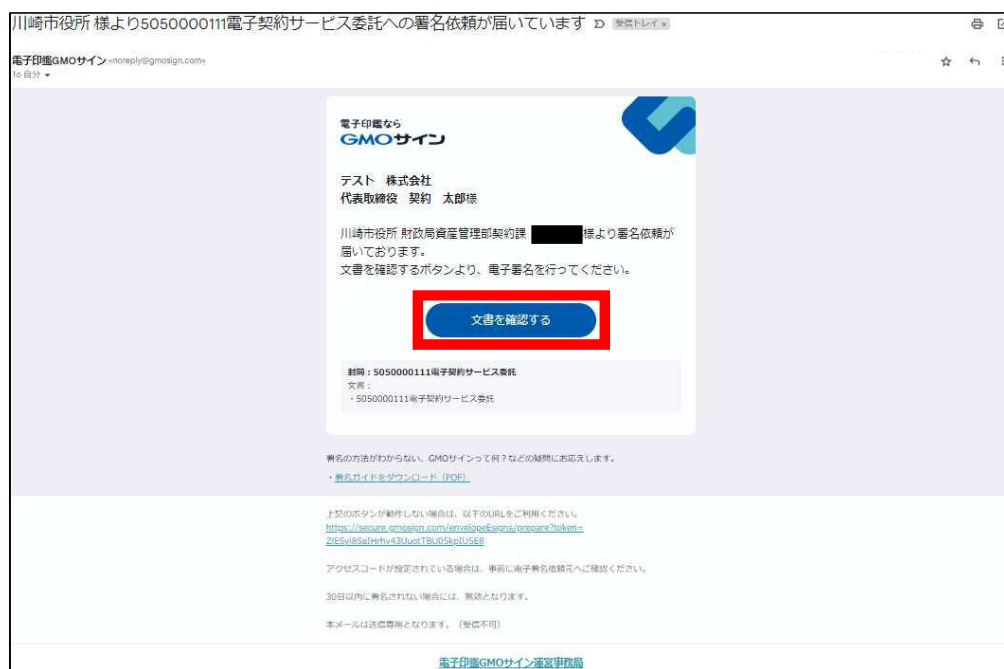 川崎市役所 様より5050000111電子契約サービス委託への署名依頼が届いています 受信トレイ ×
電子印鑑GMOサイン <noreply@gmosign.com>
To 自分
電子印鑑なら
GMOサイン
テスト 株式会社
代表取締役 契約 太郎様
川崎市役所 財政局資産管理部契約課 様より署名依頼が
届いております。
文書を確認するボタンより、電子署名を行ってください。
文書を確認する
封筒：5050000111電子契約サービス委託
文書：
・5050000111電子契約サービス委託
署名の方法がわからない、GMOサインって何？などの疑問にお応えします。
・署名ガイドをダウンロード（PDF）
上記のボタンが動作しない場合は、以下のURLをご利用ください。
https://secure.gmosign.com/envelopeEsigns/prepare?token=
アクセスコードが設定されている場合は、事前に電子署名依頼元へご確認ください。
30日以内に署名されない場合には、無効となります。
本メールは送信専用となります。（受信不可）
電子印鑑GMOサイン運営事務局